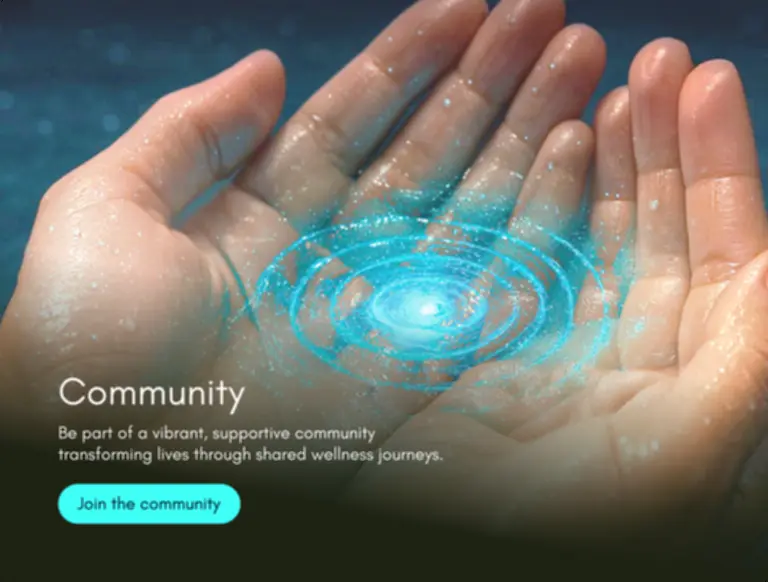 Community
Be part of a vibrant, supportive community
transforming lives through shared wellness journeys.
Join the community